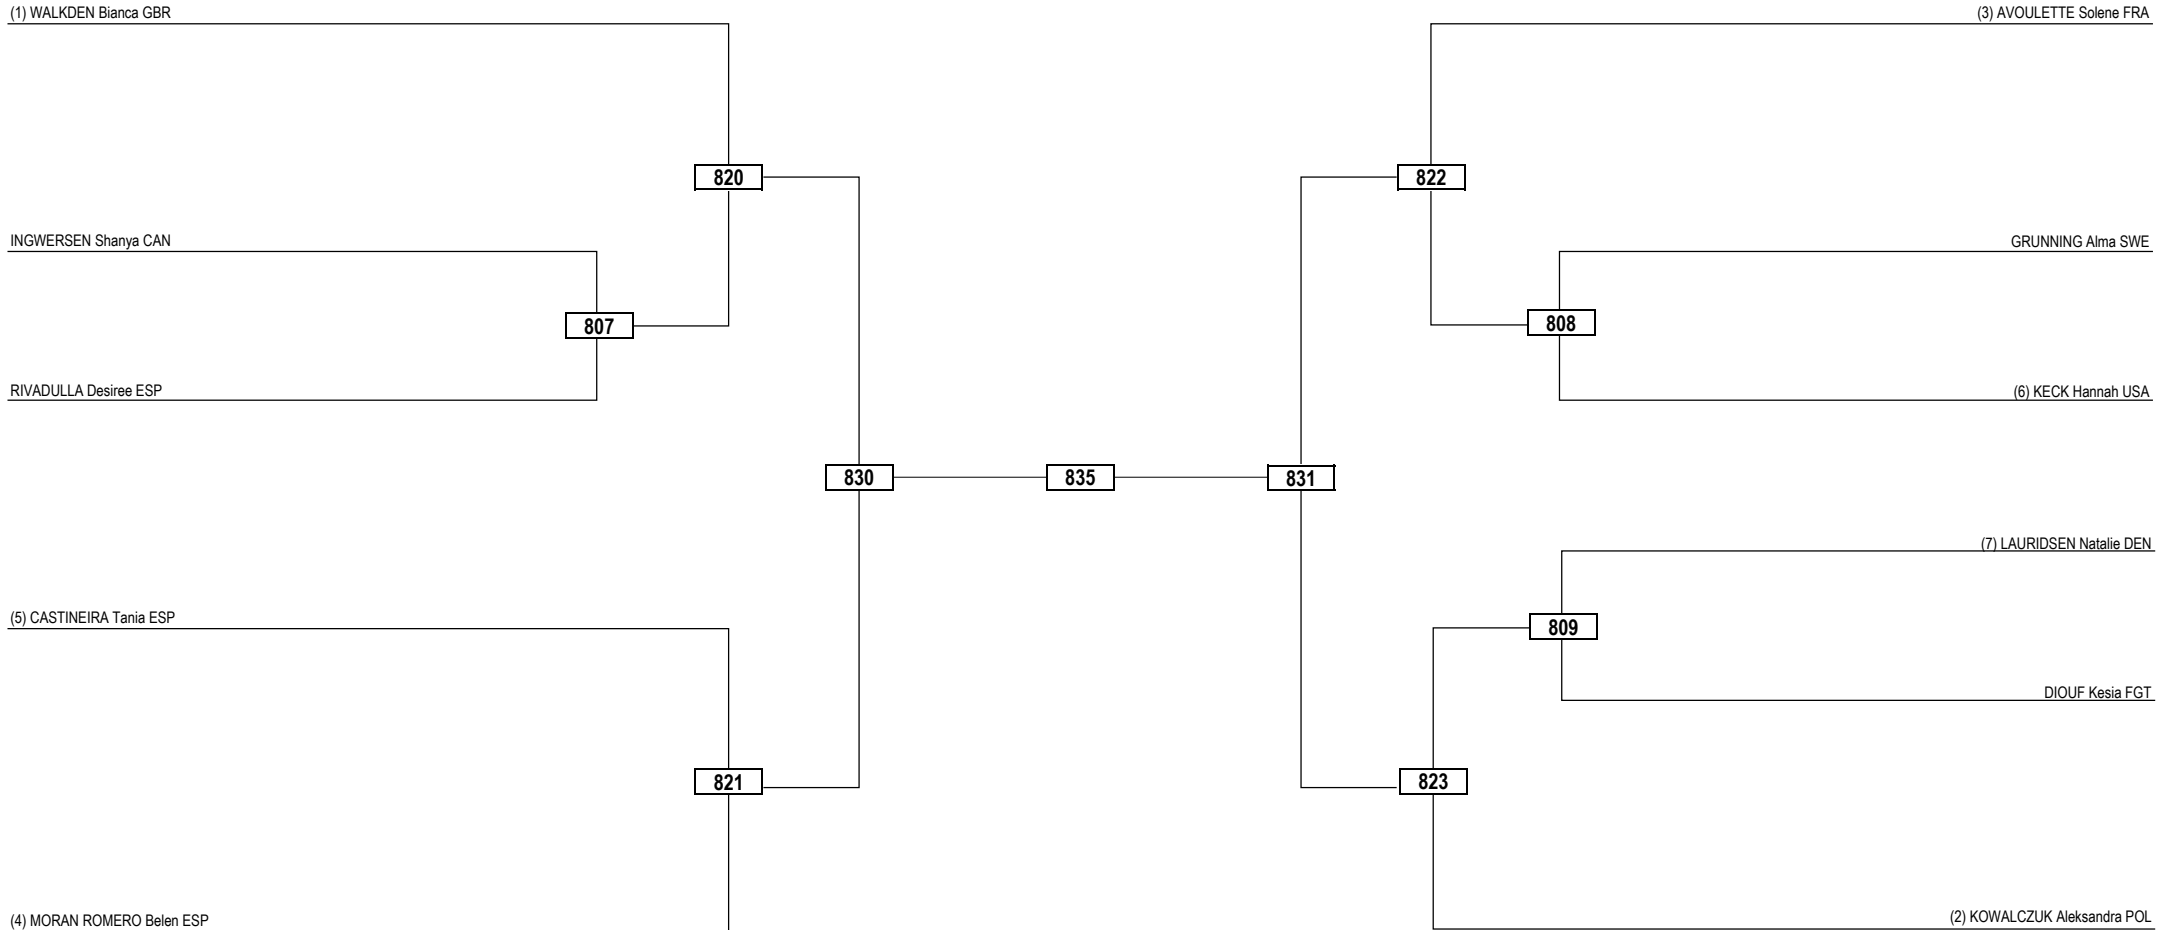 (1) WALKDEN Bianca GBR
(3) AVOULETTE Solene FRA
820
822
INGWERSEN Shanya CAN
GRUNNING Alma SWE
807
808
RIVADULLA Desiree ESP
(6) KECK Hannah USA
830
835
831
(7) LAURIDSEN Natalie DEN
(5) CASTINEIRA Tania ESP
809
DIOUF Kesia FGT
821
823
(4) MORAN ROMERO Belen ESP
(2) KOWALCZUK Aleksandra POL